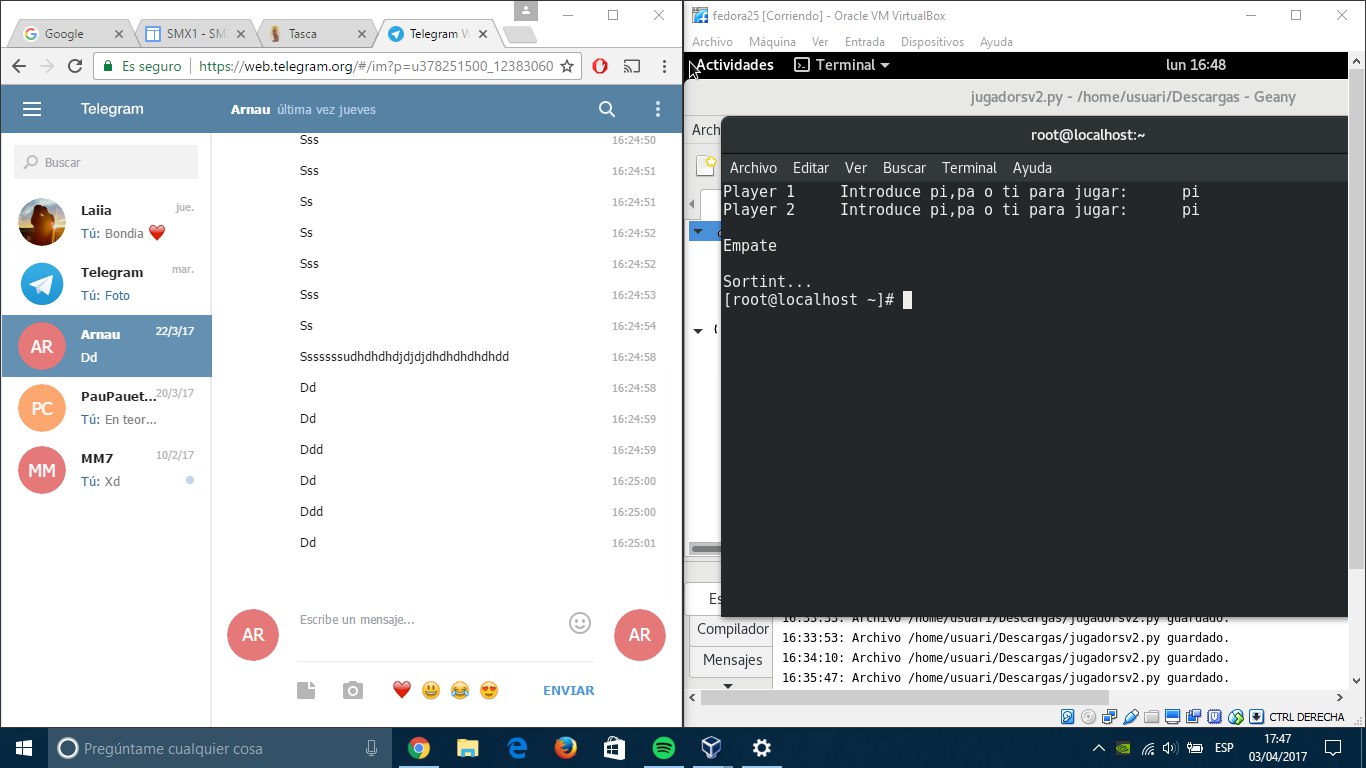 Google
SMX1 - SM
Tasca
Telegram W
Es seguro
https://web.telegram.org/#/im?p=u378251500_12383060
Telegram
Arnau última vez jueves
Buscar
Laiia jue.
Tú: Bondia
Telegram mar.
Tú: Foto
AR
Arnau 22/3/17
Dd
PC
PauPauet... 20/3/17
Tú: En teor...
MM
MM7 10/2/17
Tú: Xd
Sss 16:24:50
Sss 16:24:51
Ss 16:24:51
Ss 16:24:52
Sss 16:24:52
Sss 16:24:53
Ss 16:24:54
Sssssssudhdhdhdjdjdjdhdhdhdhdhdd 16:24:58
Dd 16:24:58
Dd 16:24:59
Ddd 16:24:59
Dd 16:25:00
Ddd 16:25:00
Dd 16:25:01
AR
Escribe un mensaje...
AR
ENVIAR
fedora25 [Corriendo] - Oracle VM VirtualBox
Archivo Máquina Ver Entrada Dispositivos Ayuda
Actividades
Terminal
lun 16:48
jugadorsv2.py - /home/usuari/Descargas - Geany
Arch
root@localhost:~
Archivo Editar Ver Buscar Terminal Ayuda
Player 1 Introduce pi,pa o ti para jugar: pi
Player 2 Introduce pi,pa o ti para jugar: pi
Empate
Sortint...
[root@localhost ~]#
Es
Compilador
Mensajes
16:33:53: Archivo /home/usuari/Descargas/jugadorsv2.py guardado.
16:33:53: Archivo /home/usuari/Descargas/jugadorsv2.py guardado.
16:34:10: Archivo /home/usuari/Descargas/jugadorsv2.py guardado.
16:35:47: Archivo /home/usuari/Descargas/jugadorsv2.py guardado.
CTRL DERECHA
Pregúntame cualquier cosa
ESP
17:47
03/04/2017